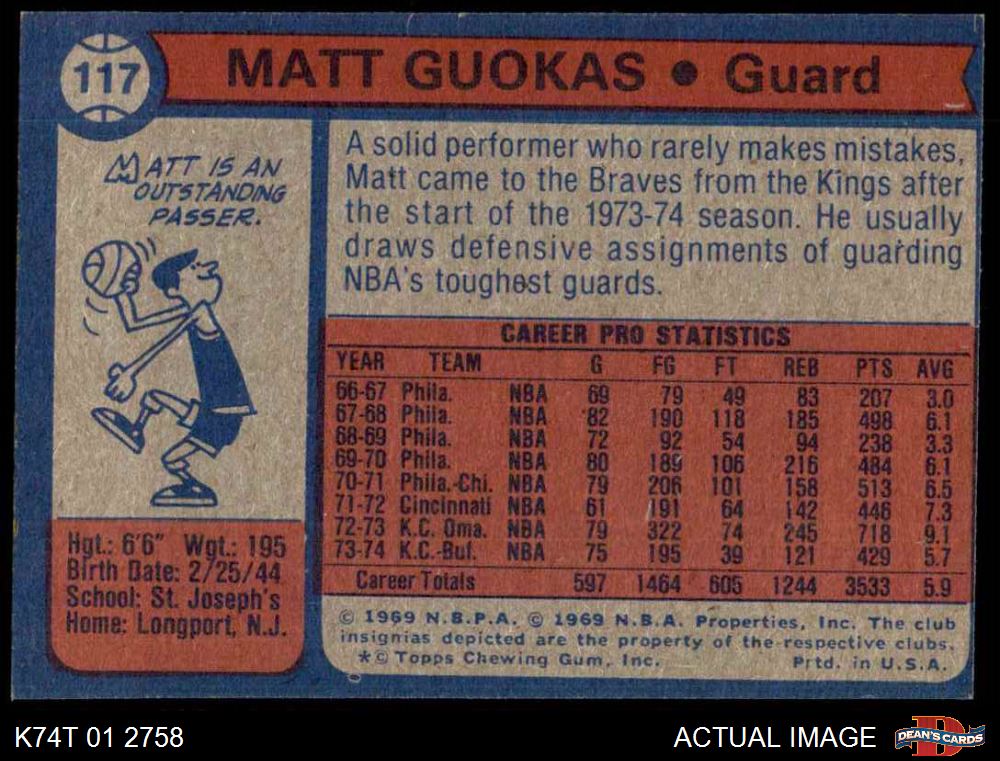 117
MATT GUOKAS • Guard
MATT IS AN
OUTSTANDING
PASSER.
A solid performer who rarely makes mistakes,
Matt came to the Braves from the Kings after
the start of the 1973-74 season. He usually
draws defensive assignments of guarding
NBA's toughest guards.
CAREER PRO STATISTICS
YEAR TEAM G FG FT REB PTS AVG
66-67 Phila. NBA 69 79 49 83 207 3.0
67-68 Phila. NBA 82 190 118 185 498 6.1
68-69 Phila. NBA 72 92 54 94 238 3.3
69-70 Phila. NBA 80 189 106 216 484 6.1
70-71 Phila.-Chi. NBA 79 206 101 158 513 6.5
71-72 Cincinnati NBA 61 191 64 142 446 7.3
72-73 K.C. Oma. NBA 79 322 74 245 718 9.1
73-74 K.C.-Buf. NBA 75 195 39 121 429 5.7
Career Totals 597 1464 605 1244 3533 5.9
Hgt.: 6'6" Wgt.: 195
Birth Date: 2/25/44
School: St. Joseph's
Home: Longport, N.J.
© 1969 N.B.P.A. © 1969 N.B.A. Properties, Inc. The club
insignias depicted are the property of the respective clubs.
*© Topps Chewing Gum, Inc. Prtd. in U.S.A.
K74T 01 2758
ACTUAL IMAGE
D
DEAN'S CARDS